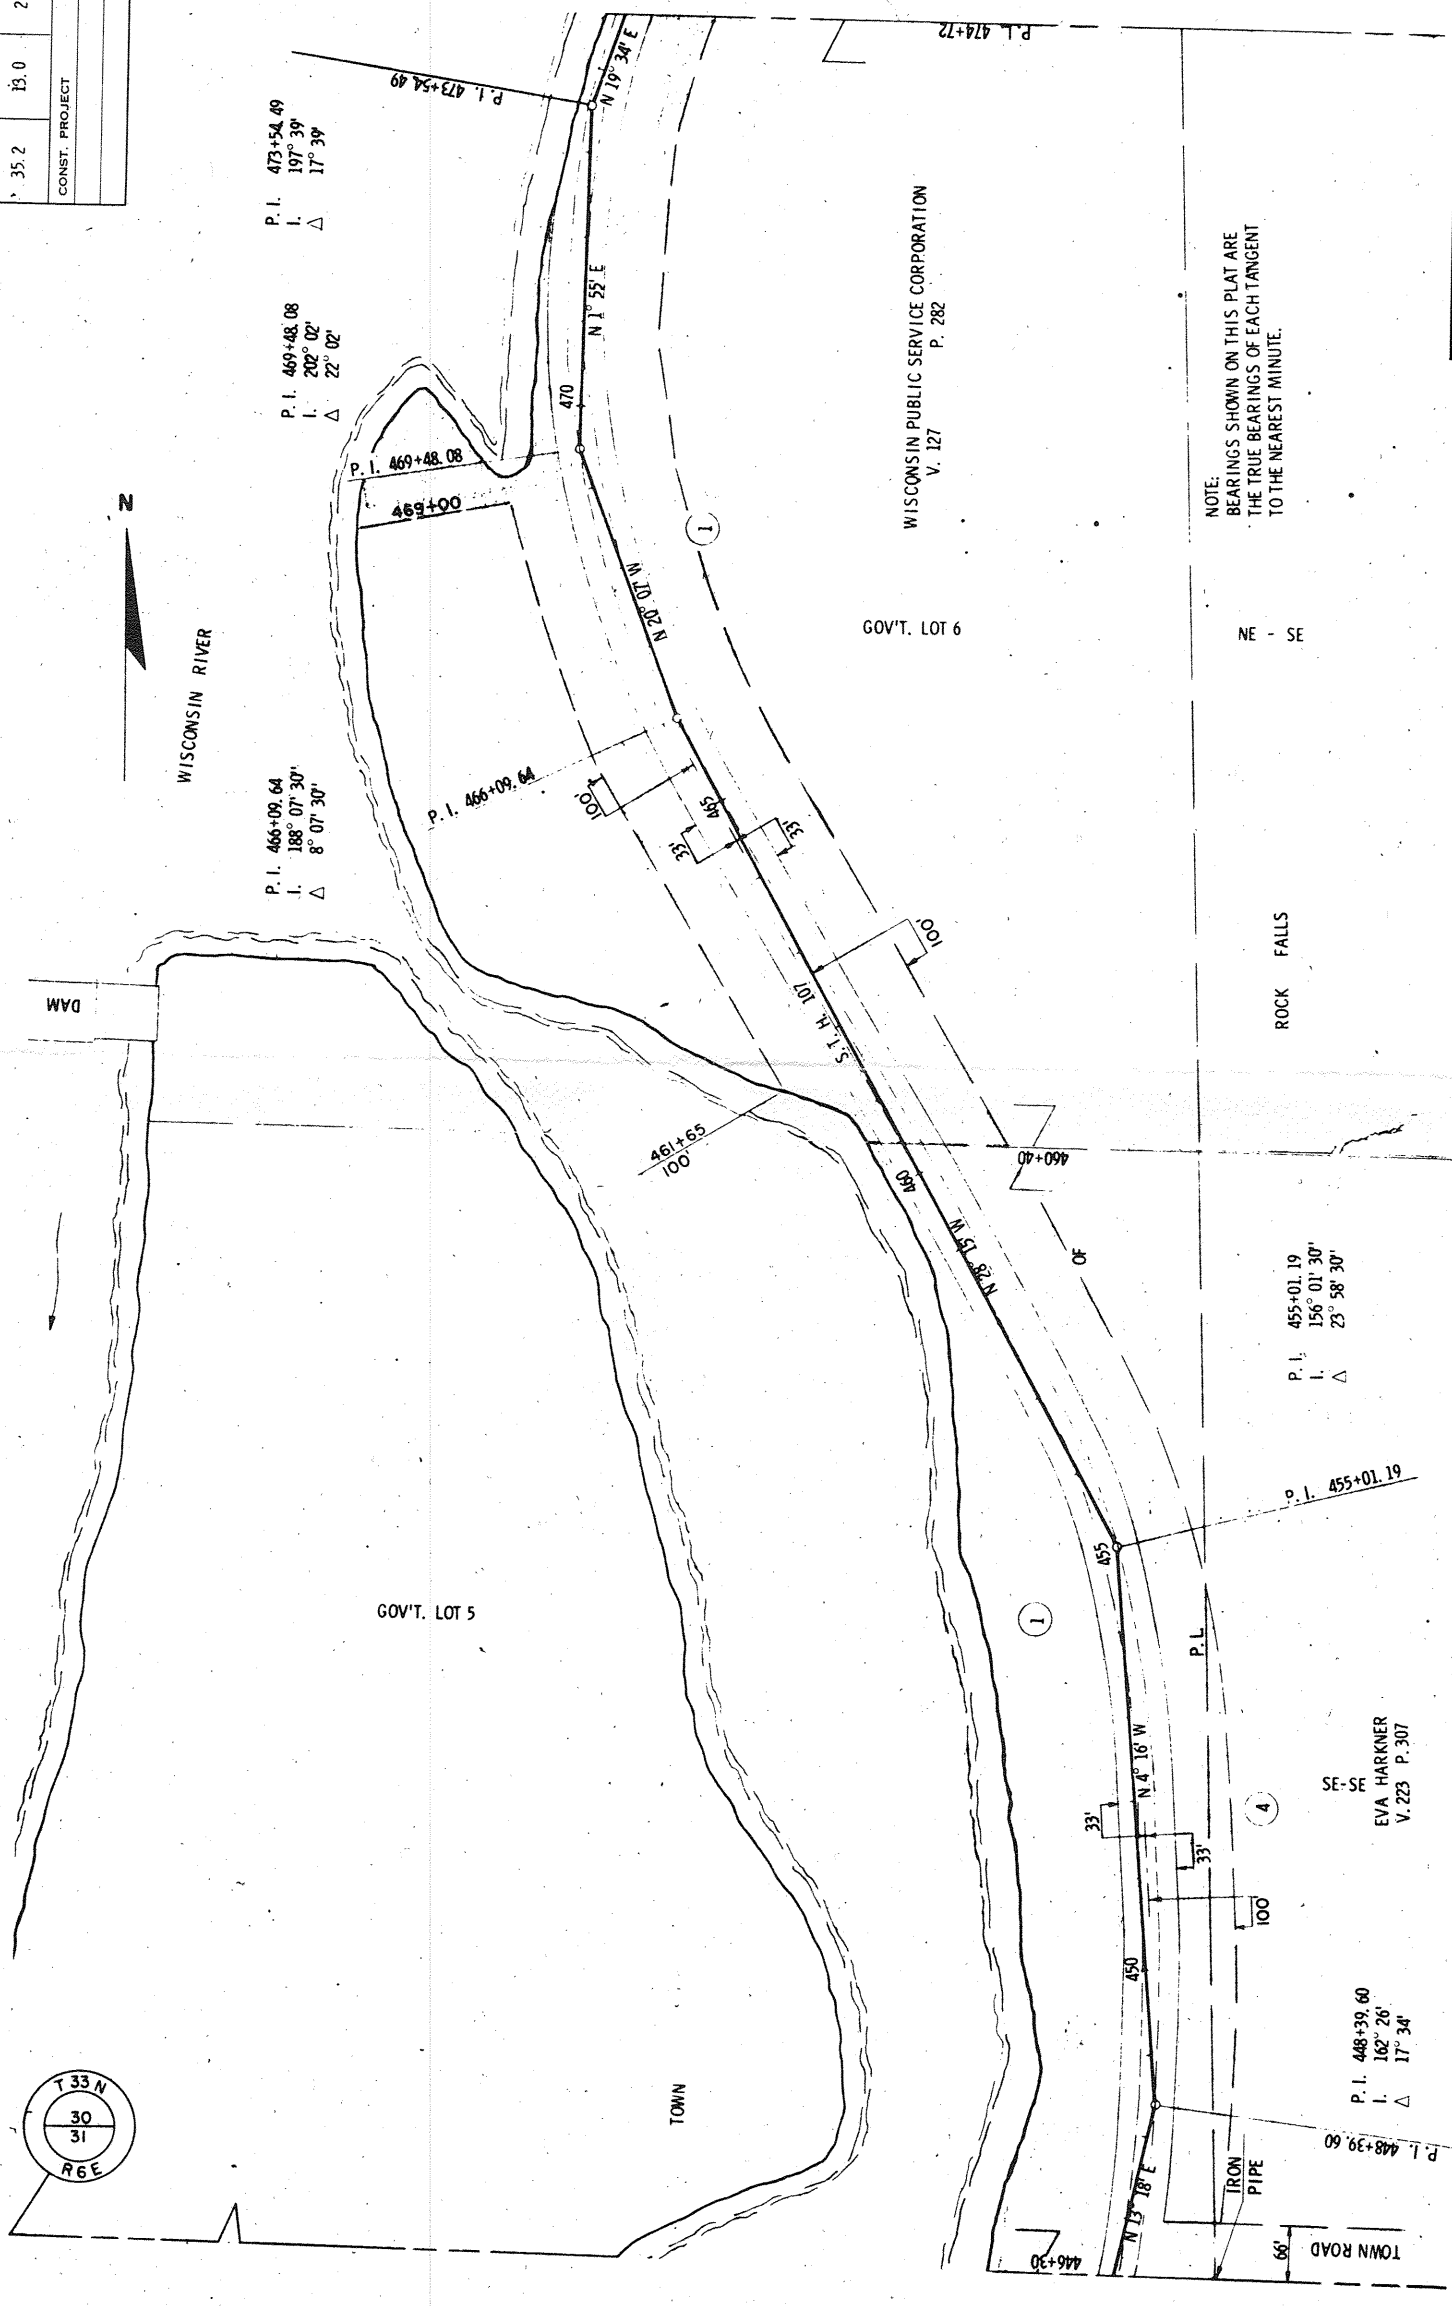 35.2
13.0
2
CONST. PROJECT
P. I. 473+54.49
I. 197° 39'
△ 17° 39'
P. I. 473+54.49
N 19° 34' E
P. L. 474+72
P. I. 469+48.08
I. 202° 02'
△ 22° 02'
P. I. 469+48.08
469+00
470
N 1° 55' E
N
WISCONSIN RIVER
WISCONSIN PUBLIC SERVICE CORPORATION
V. 127 P. 282
NOTE:
BEARINGS SHOWN ON THIS PLAT ARE
THE TRUE BEARINGS OF EACH TANGENT
TO THE NEAREST MINUTE.
1
N 20° 07' W
GOV'T. LOT 6
NE - SE
P. I. 466+09.64
I. 188° 07' 30"
△ 8° 07' 30"
P. I. 466+09.64
100'
465
33'
33'
100'
S. T. H. 107
DAM
ROCK FALLS
461+65
100'
460+40
460
N 28° 15' W
OF
P. I. 455+01.19
I. 156° 01' 30"
△ 23° 58' 30"
P. I. 455+01.19
455
GOV'T. LOT 5
1
P. L.
N 4° 16' W
33'
33'
100'
4
SE-SE
EVA HARKNER
V. 223 P. 307
450
P. I. 448+39.60
I. 162° 26'
△ 17° 34'
P. I. 448+39.60
T 33 N
30
31
R 6 E
TOWN
N 13° 18' E
446+30
IRON
PIPE
66'
TOWN ROAD